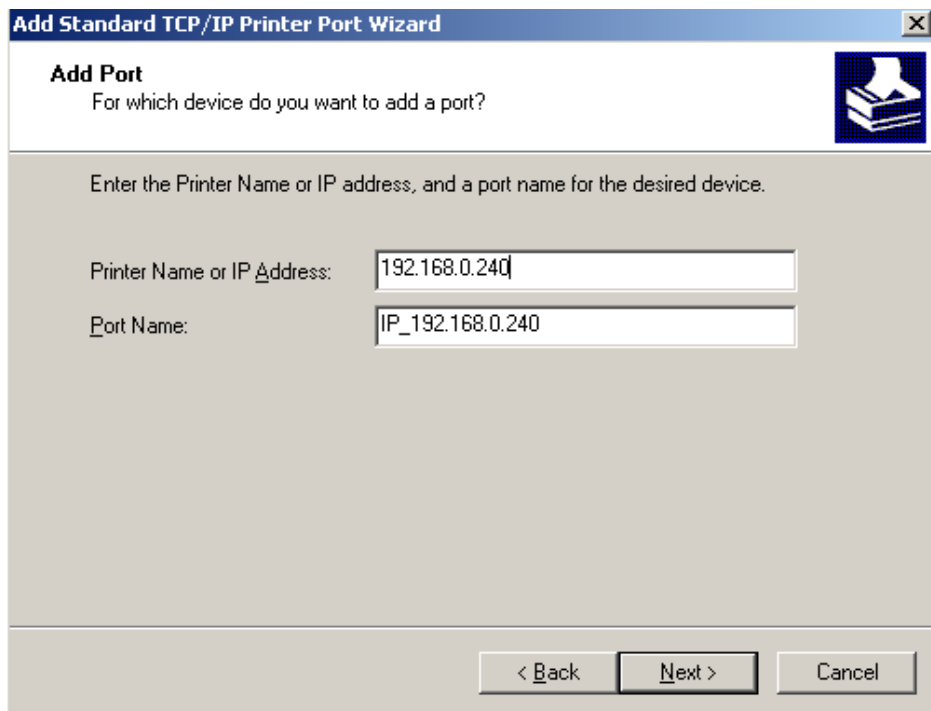 Add Standard TCP/IP Printer Port Wizard
Add Port
For which device do you want to add a port?
Enter the Printer Name or IP address, and a port name for the desired device.
Printer Name or IP Address: 192.168.0.240
Port Name: IP_192.168.0.240
< Back Next > Cancel